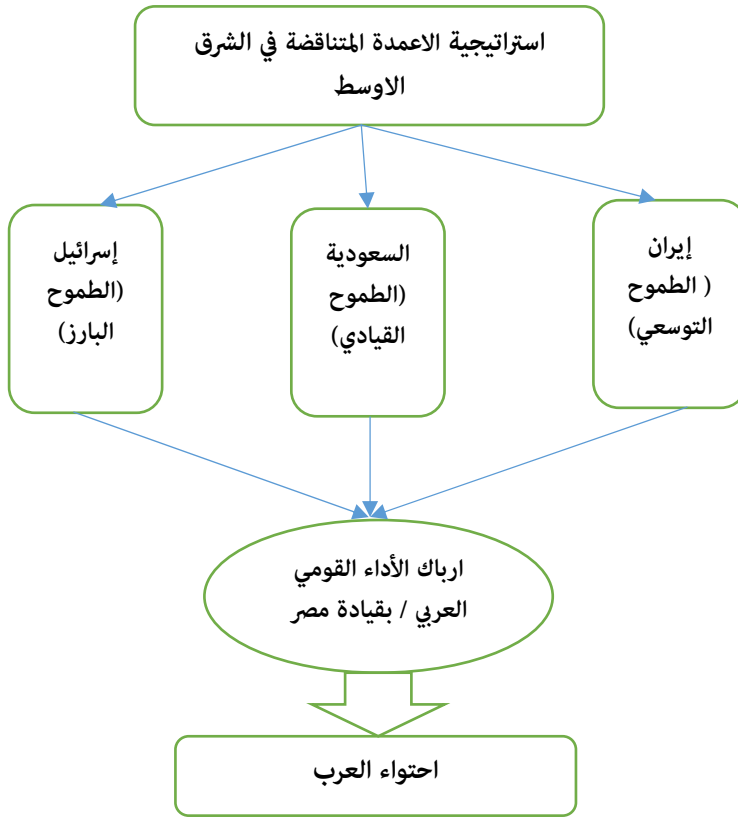 استراتيجية الاعمدة المتناقضة في الشرق
الاوسط
إيران
( الطموح
التوسعي)
السعودية
(الطموح
القيادي)
إسرائيل
(الطموح
البارز)
ارباك الأداء القومي
العربي / بقيادة مصر
احتواء العرب